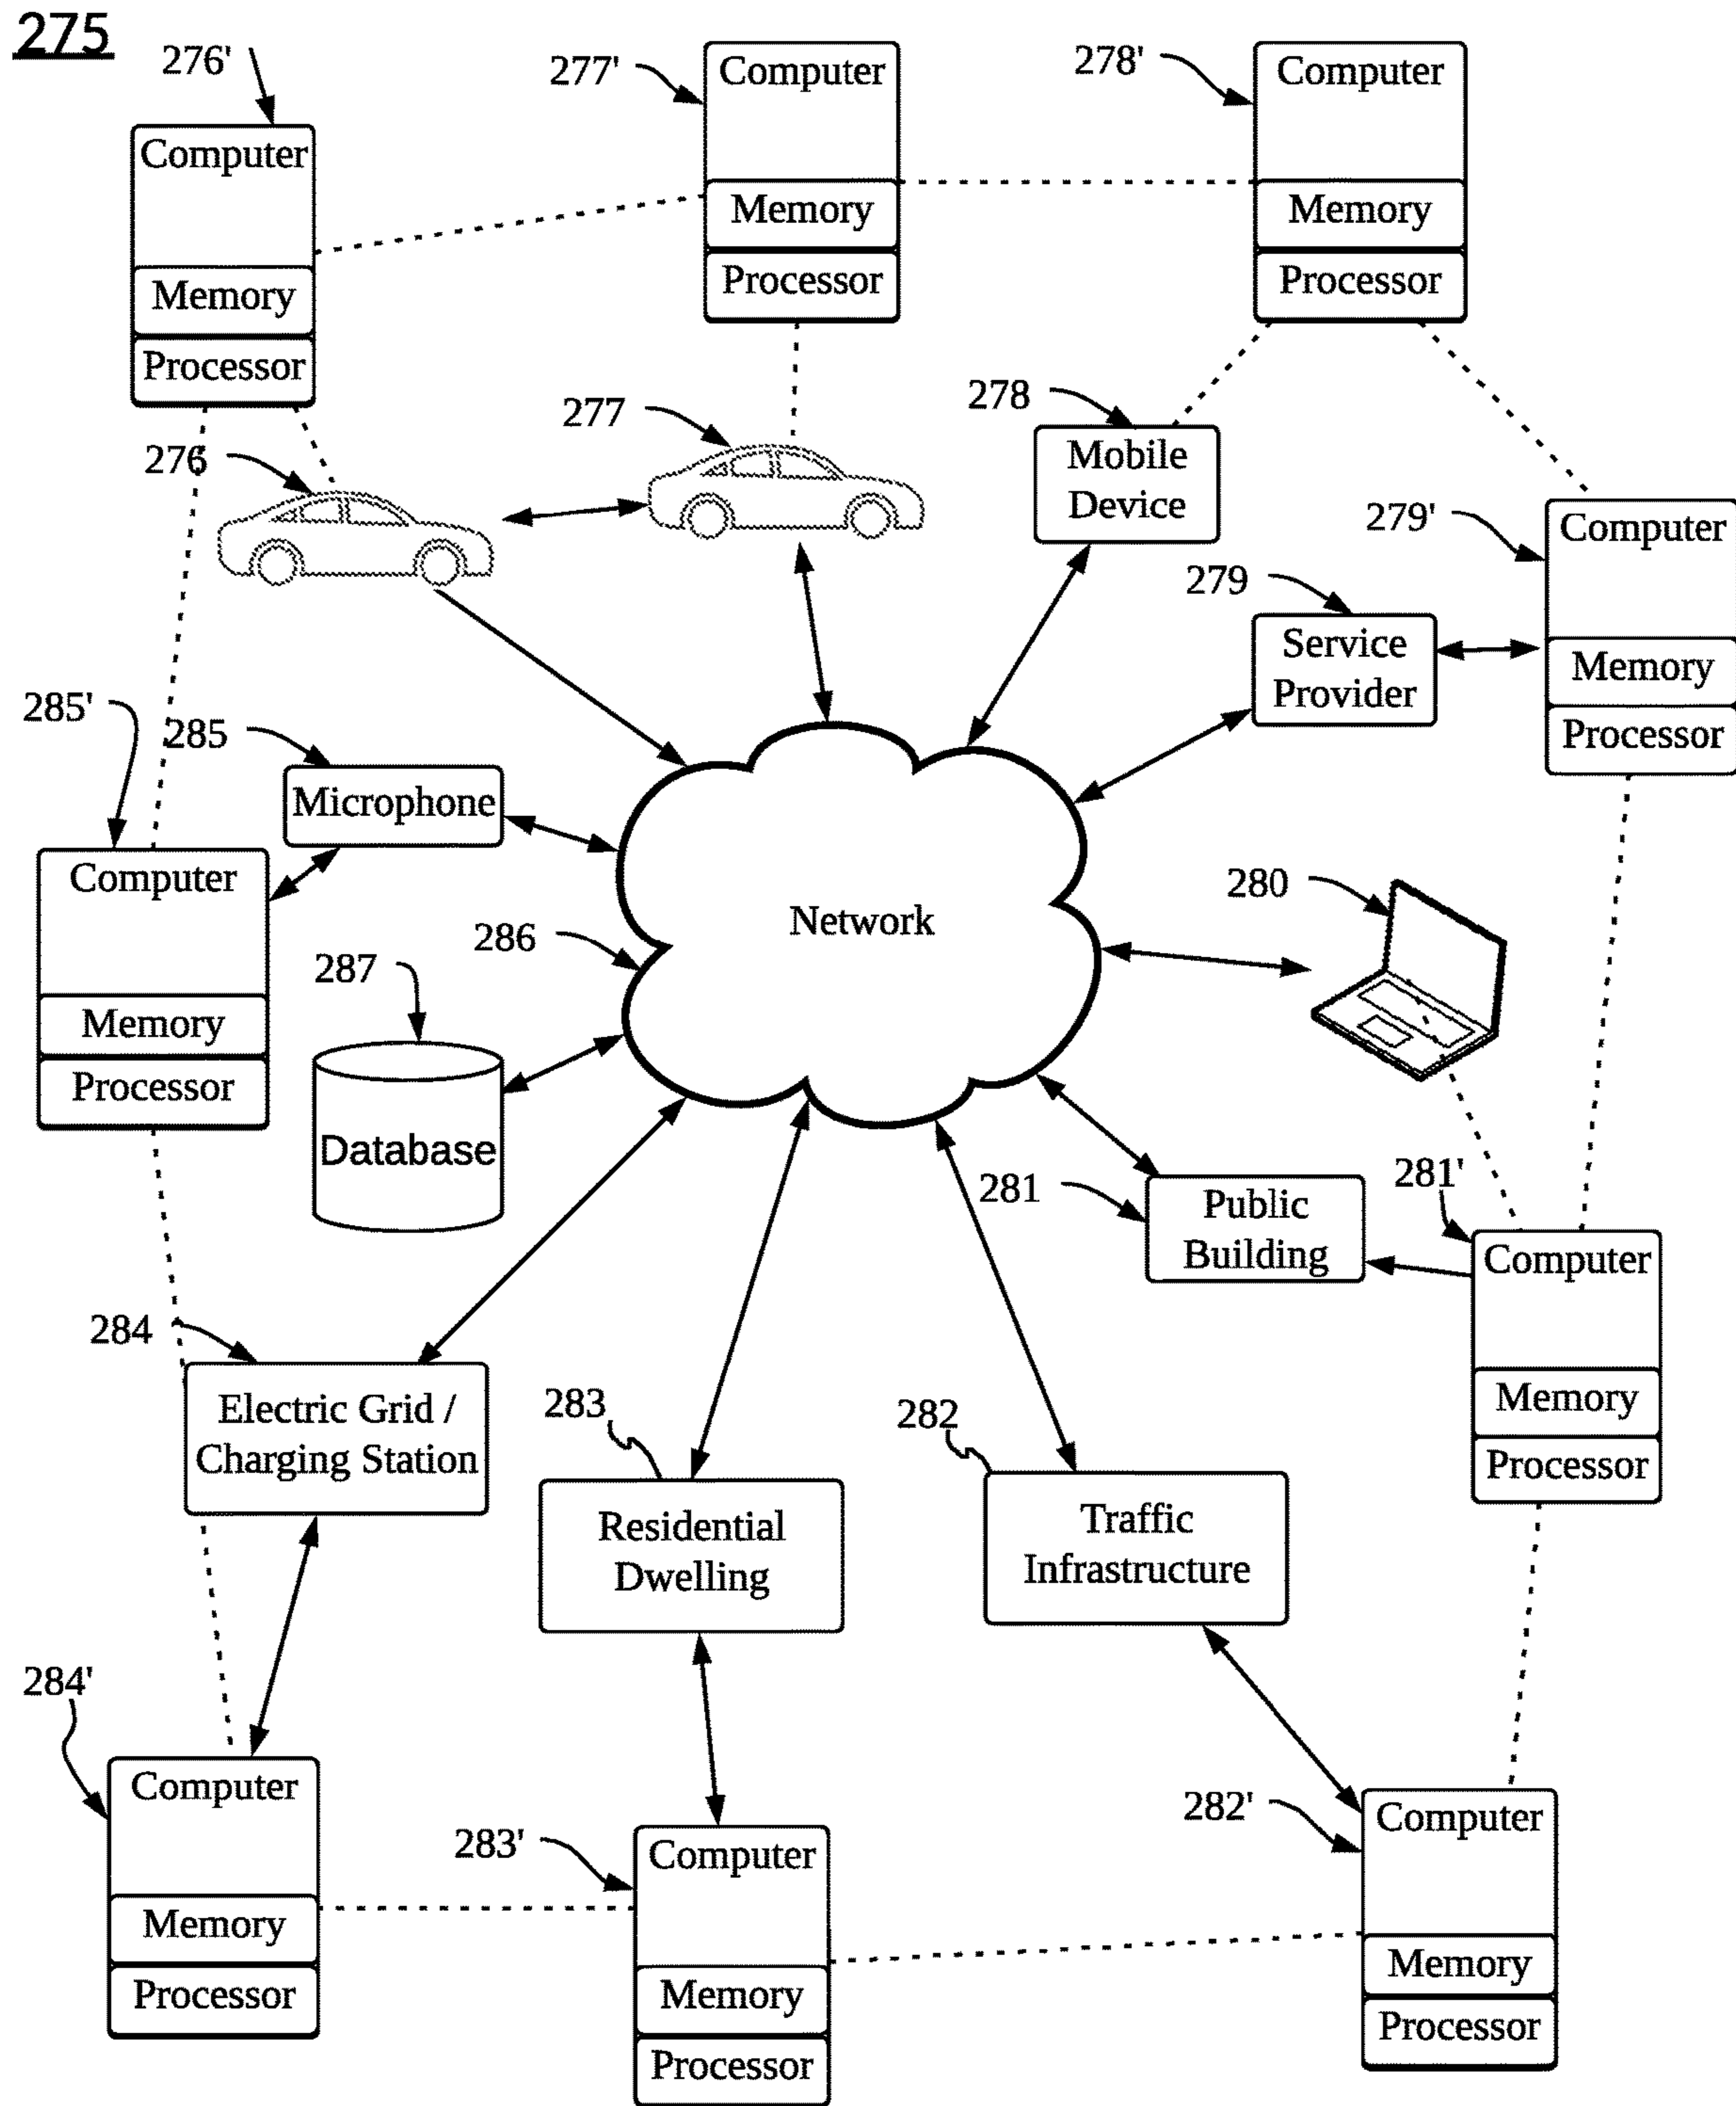 275
276'
Computer
Memory
Processor
277'
Computer
Memory
Processor
278'
Computer
Memory
Processor
276
277
278
Mobile
Device
279'
Computer
Memory
Processor
279
Service
Provider
285'
285
Microphone
Computer
Memory
Processor
286
Network
280
287
Database
281
Public
Building
281'
Computer
Memory
Processor
284
Electric Grid /
Charging Station
283
Residential
Dwelling
282
Traffic
Infrastructure
284'
Computer
Memory
Processor
283'
Computer
Memory
Processor
282'
Computer
Memory
Processor